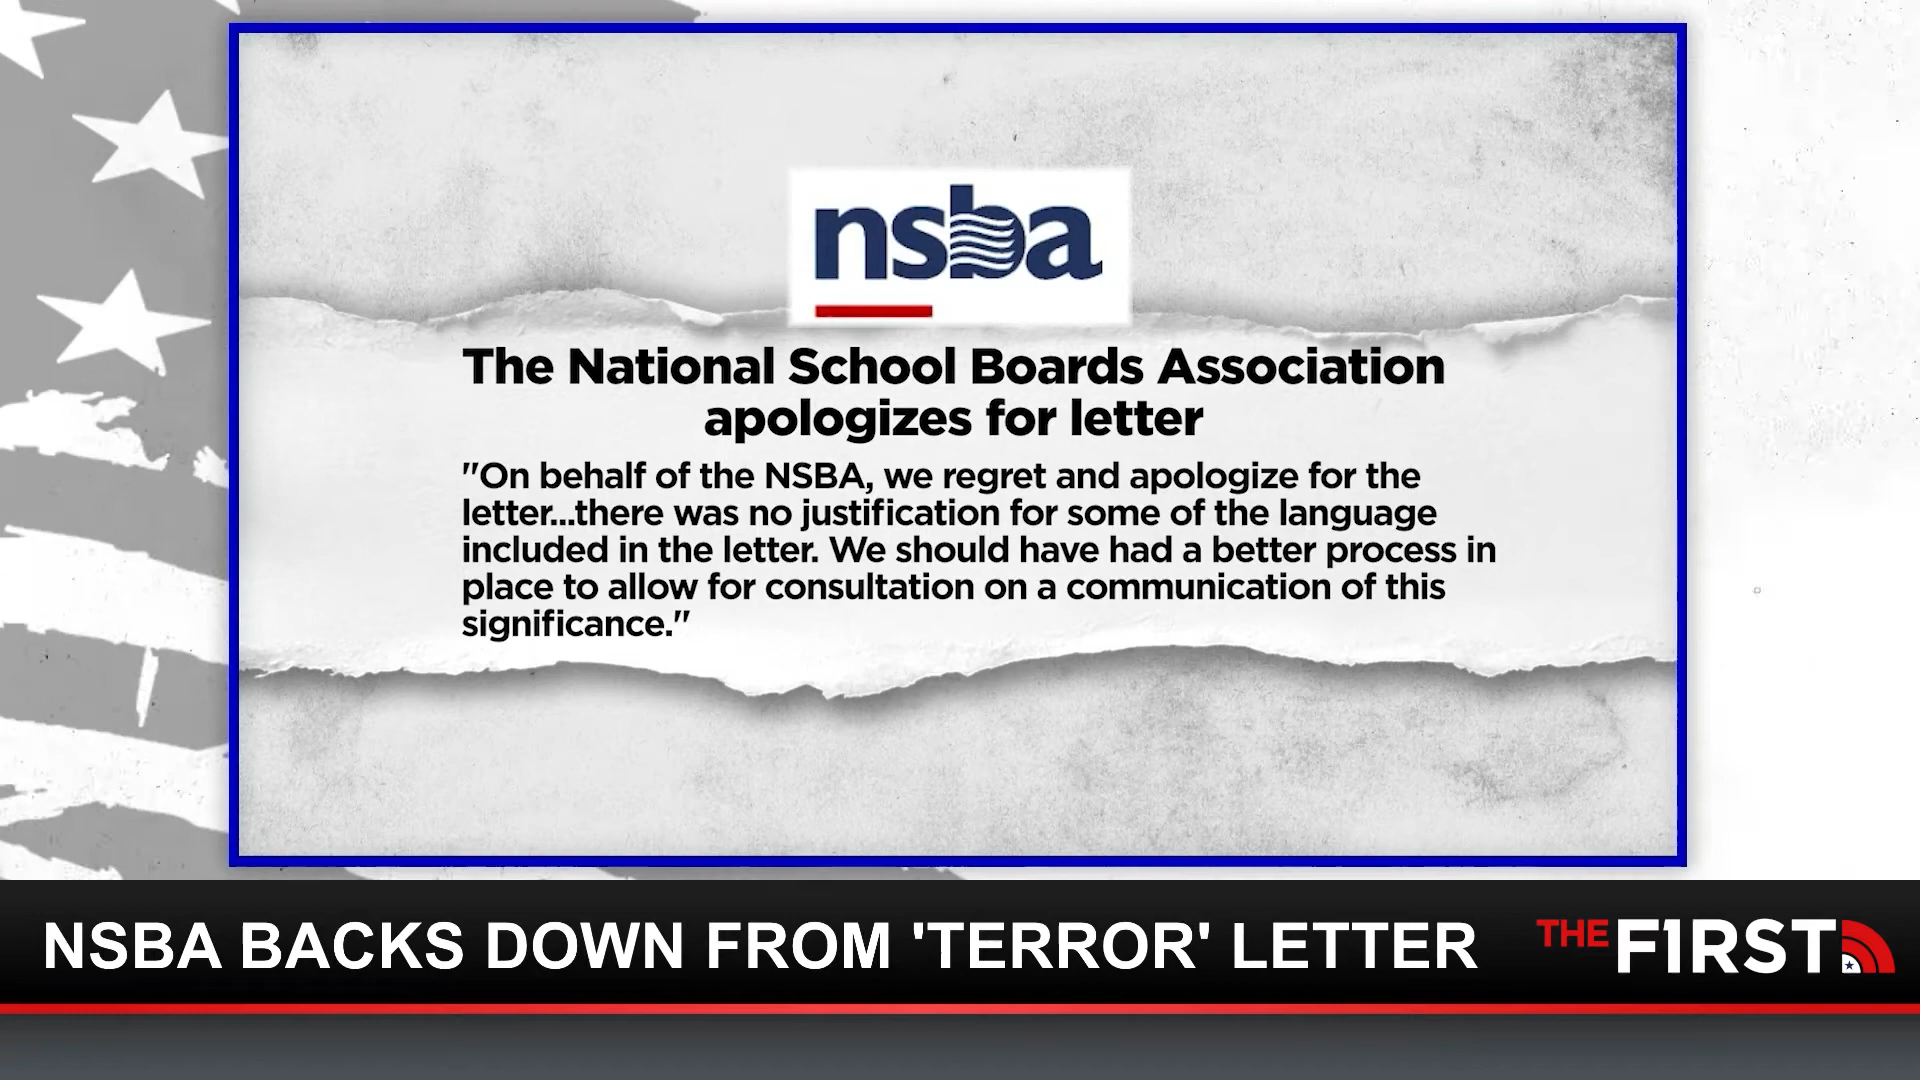 nsba
The National School Boards Association
apologizes for letter
"On behalf of the NSBA, we regret and apologize for the
letter...there was no justification for some of the language
included in the letter. We should have had a better process in
place to allow for consultation on a communication of this
significance."
NSBA BACKS DOWN FROM 'TERROR' LETTER
THE FIRST